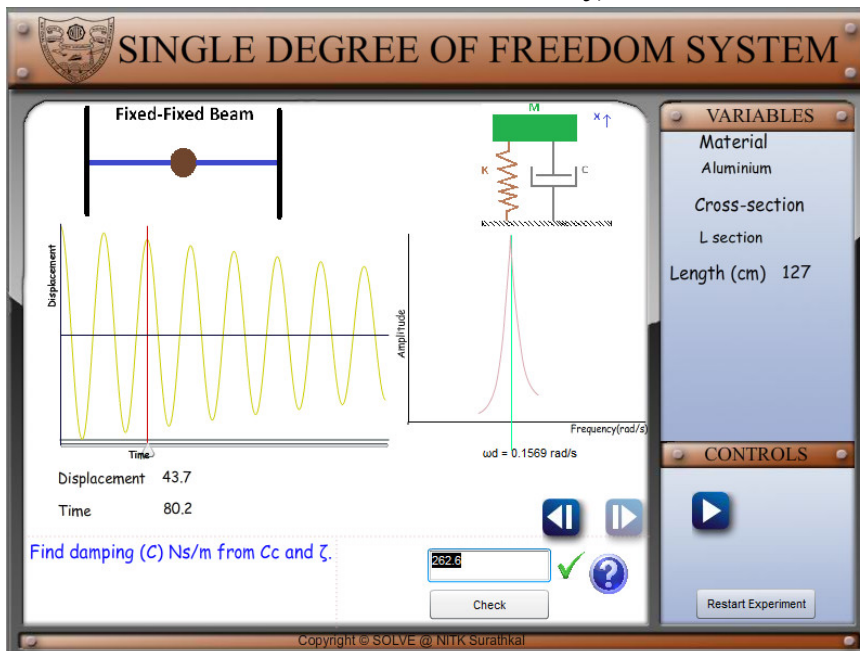 SINGLE DEGREE OF FREEDOM SYSTEM
Fixed-Fixed Beam
M
X↑
K
C
Displacement
Time
Amplitude
Frequency(rad/s)
ωd = 0.1569 rad/s
Displacement 43.7
Time 80.2
Find damping (C) Ns/m from Cc and ζ.
262.6
Check
VARIABLES
Material
Aluminium
Cross-section
L section
Length (cm) 127
CONTROLS
Restart Experiment
Copyright © SOLVE @ NITK Surathkal